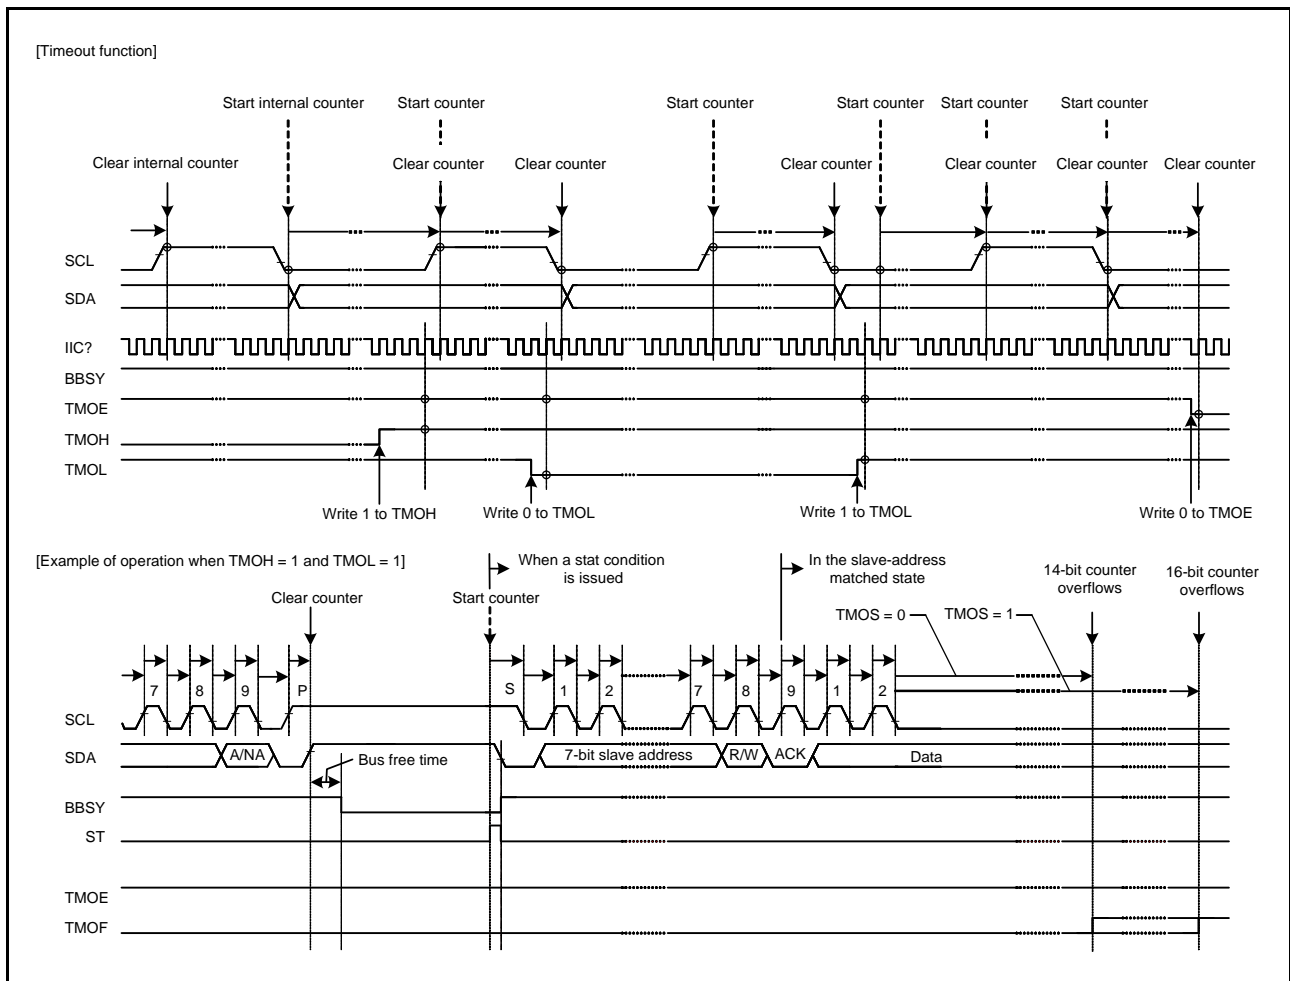 [Timeout function]
Start internal counter
Start counter
Start counter
Start counter
Start counter
Start counter
Clear internal counter
Clear counter
Clear counter
Clear counter
Clear counter
Clear counter
Clear counter
SCL
SDA
IIC?
BBSY
TMOE
TMOH
TMOL
Write 1 to TMOH
Write 0 to TMOL
Write 1 to TMOL
Write 0 to TMOE
[Example of operation when TMOH = 1 and TMOL = 1]
When a stat condition
is issued
In the slave-address
matched state
14-bit counter
overflows
16-bit counter
overflows
Clear counter
Start counter
TMOS = 0
TMOS = 1
7
8
9
P
S
1
2
7
8
9
1
2
SCL
SDA
A/NA
Bus free time
7-bit slave address
R/W
ACK
Data
BBSY
ST
TMOE
TMOF